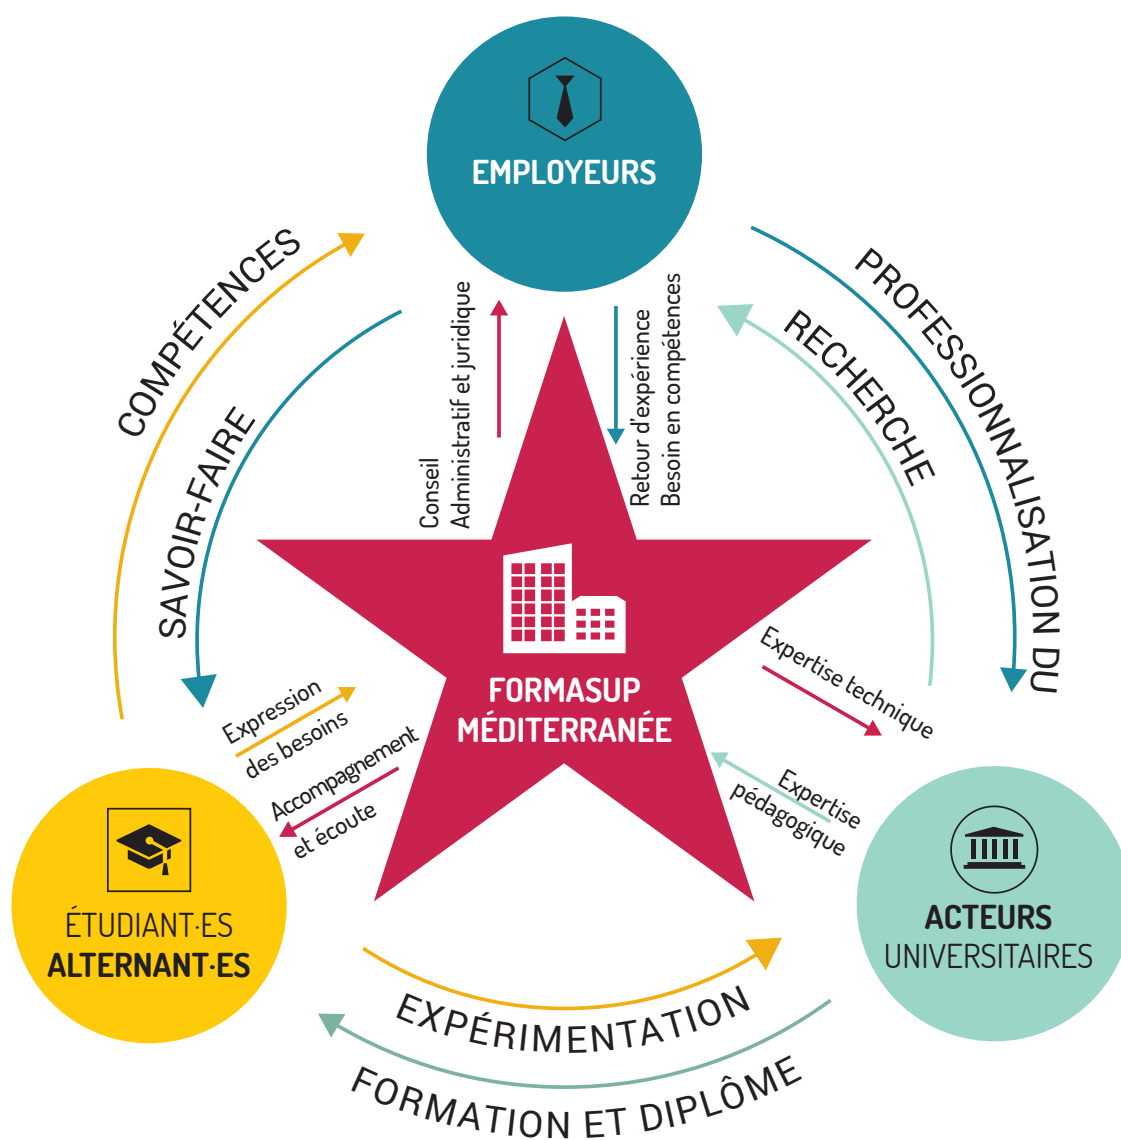 EMPLOYEURS
COMPÉTENCES
SAVOIR-FAIRE
Conseil
Administratif et juridique
Retour d'expérience
Besoin en compétences
RECHERCHE
PROFESSIONNALISATION DU
FORMASUP
MÉDITERRANÉE
Expression
des besoins
Accompagnement
et écoute
Expertise technique
Expertise
pédagogique
ÉTUDIANT·ES
ALTERNANT·ES
ACTEURS
UNIVERSITAIRES
EXPÉRIMENTATION
FORMATION ET DIPLÔME